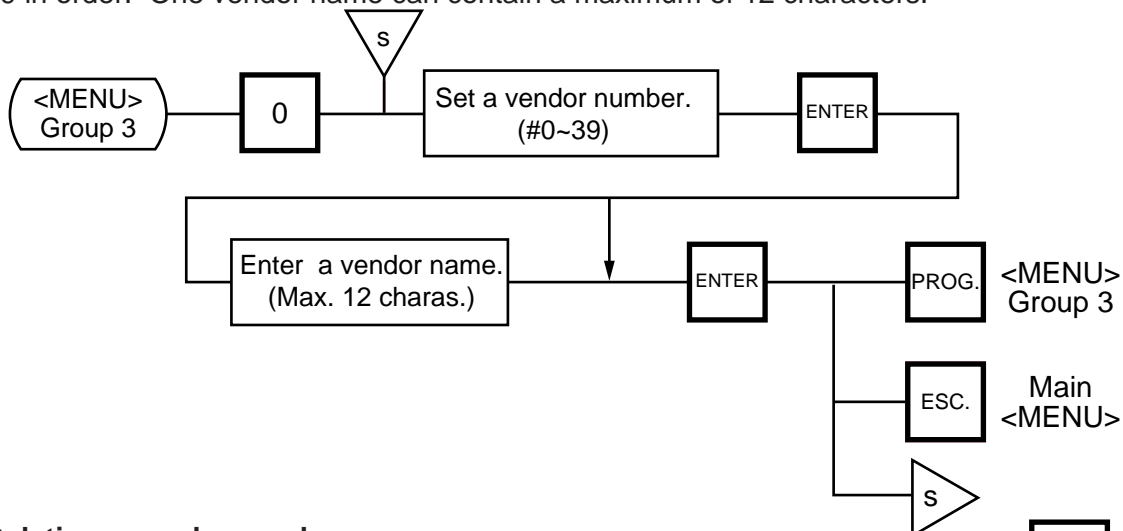 in order. One vendor name can contain a maximum of 12 characters.
s
<MENU>
Group 3
0
Set a vendor number.
(#0~39)
ENTER
Enter a vendor name.
(Max. 12 charas.)
ENTER
PROG.
<MENU>
Group 3
ESC.
Main
<MENU>
s